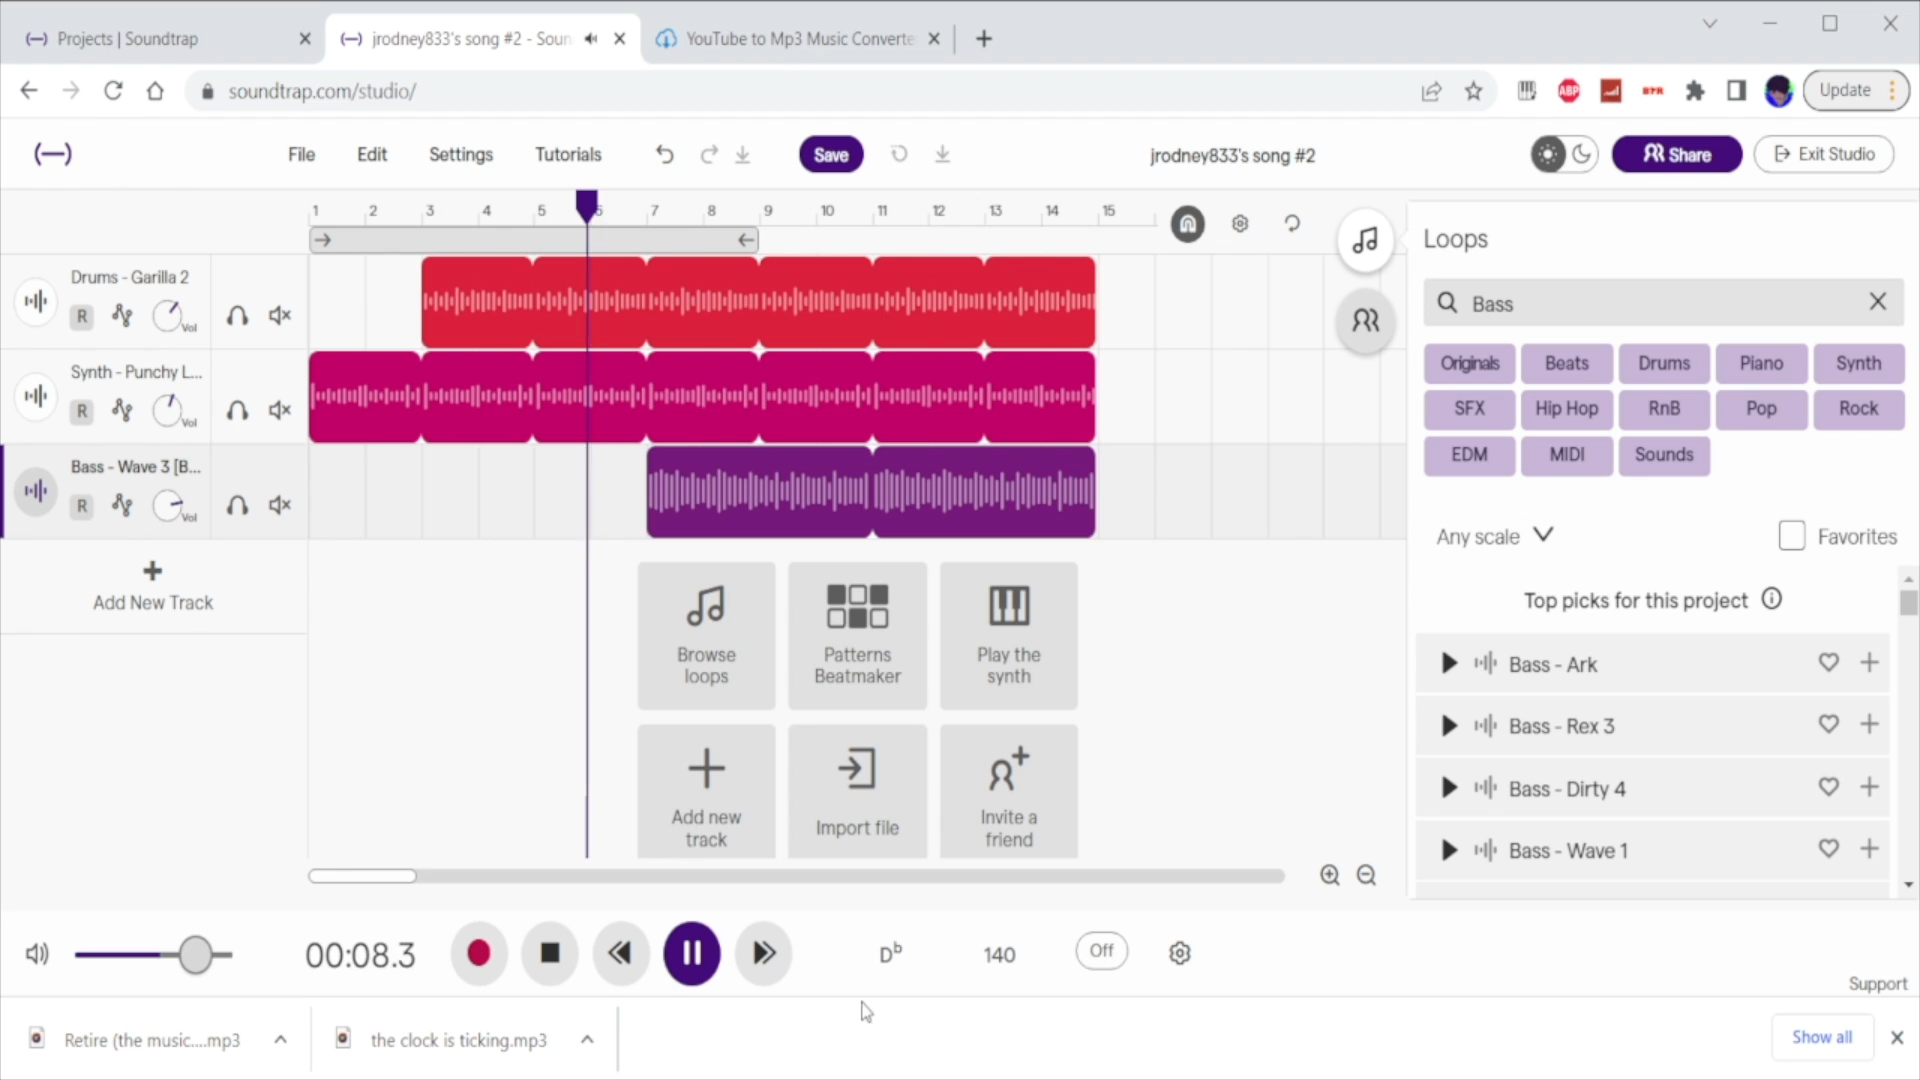 Projects | Soundtrap
jrodney833's song #2 - Soun
YouTube to Mp3 Music Converte
soundtrap.com/studio/
ABP
Update
File
Edit
Settings
Tutorials
Save
jrodney833's song #2
Share
Exit Studio
1 2 3 4 5 6 7 8 9 10 11 12 13 14 15
Loops
Bass
Originals Beats Drums Piano Synth
SFX Hip Hop RnB Pop Rock
EDM MIDI Sounds
Any scale
Favorites
Top picks for this project
Bass - Ark
Bass - Rex 3
Bass - Dirty 4
Bass - Wave 1
Drums - Garilla 2
R
Vol
Synth - Punchy L...
R
Vol
Bass - Wave 3 [B...
R
Vol
Add New Track
Browse
loops
Patterns
Beatmaker
Play the
synth
Add new
track
Import file
Invite a
friend
00:08.3
Db
140
Off
Support
Retire (the music....mp3
the clock is ticking.mp3
Show all